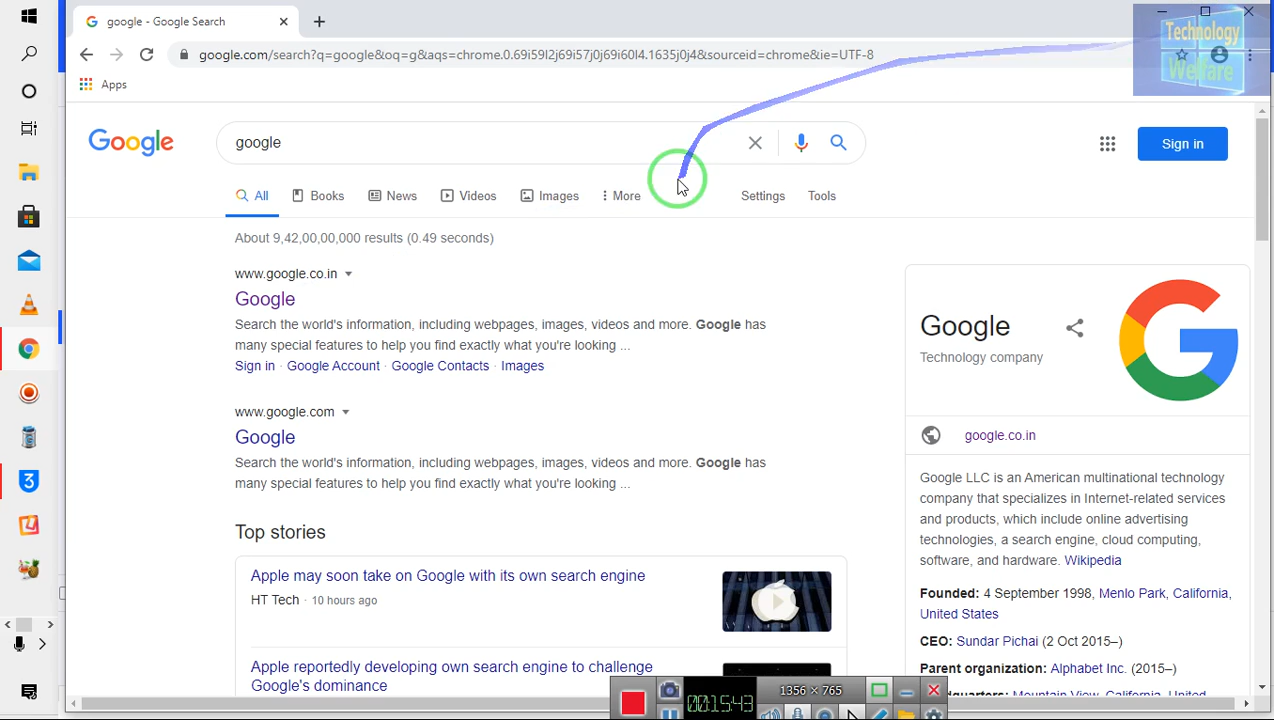 google - Google Search
google.com/search?q=google&oq=g&aqs=chrome.0.69i59l2j69i57j0j69i60l4.1635j0j4&sourceid=chrome&ie=UTF-8
Technology
Welfare
Apps
Google
google
Sign in
All
Books
News
Videos
Images
More
Settings
Tools
About 9,42,00,00,000 results (0.49 seconds)
www.google.co.in
Google
Search the world's information, including webpages, images, videos and more. Google has
many special features to help you find exactly what you're looking ...
Sign in · Google Account · Google Contacts · Images
www.google.com
Google
Search the world's information, including webpages, images, videos and more. Google has
many special features to help you find exactly what you're looking ...
Top stories
Apple may soon take on Google with its own search engine
HT Tech · 10 hours ago
Apple reportedly developing own search engine to challenge
Google's dominance
Google
Technology company
google.co.in
Google LLC is an American multinational technology
company that specializes in Internet-related services
and products, which include online advertising
technologies, a search engine, cloud computing,
software, and hardware. Wikipedia
Founded: 4 September 1998, Menlo Park, California,
United States
CEO: Sundar Pichai (2 Oct 2015–)
Parent organization: Alphabet Inc. (2015–)
Headquarters: Mountain View, California, United
00:15:43
1356 × 765
3